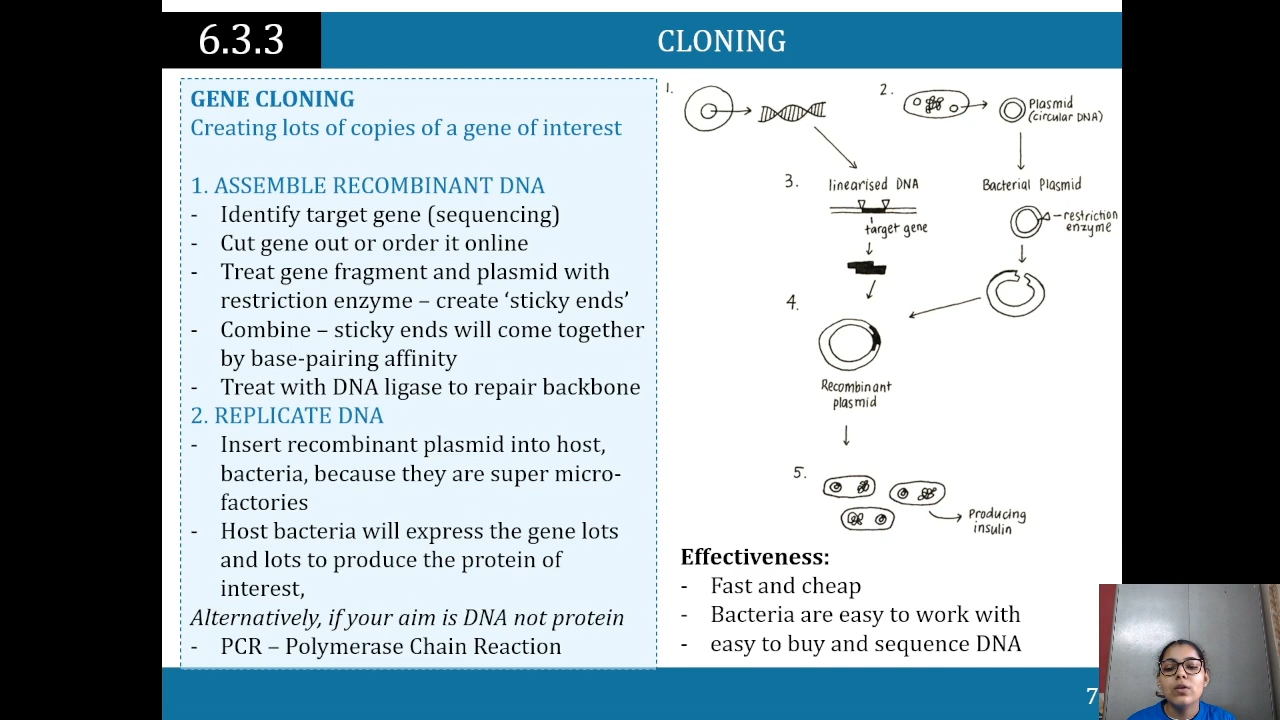 6.3.3
CLONING
GENE CLONING
Creating lots of copies of a gene of interest
1. ASSEMBLE RECOMBINANT DNA
- Identify target gene (sequencing)
- Cut gene out or order it online
- Treat gene fragment and plasmid with
restriction enzyme – create ‘sticky ends’
- Combine – sticky ends will come together
by base-pairing affinity
- Treat with DNA ligase to repair backbone
2. REPLICATE DNA
- Insert recombinant plasmid into host,
bacteria, because they are super micro-
factories
- Host bacteria will express the gene lots
and lots to produce the protein of
interest,
Alternatively, if your aim is DNA not protein
- PCR – Polymerase Chain Reaction
1.
2.
Plasmid
(circular DNA)
3.
linearised DNA
target gene
Bacterial Plasmid
restriction
enzyme
4.
Recombinant
plasmid
5.
Producing
insulin
Effectiveness:
- Fast and cheap
- Bacteria are easy to work with
- easy to buy and sequence DNA
7